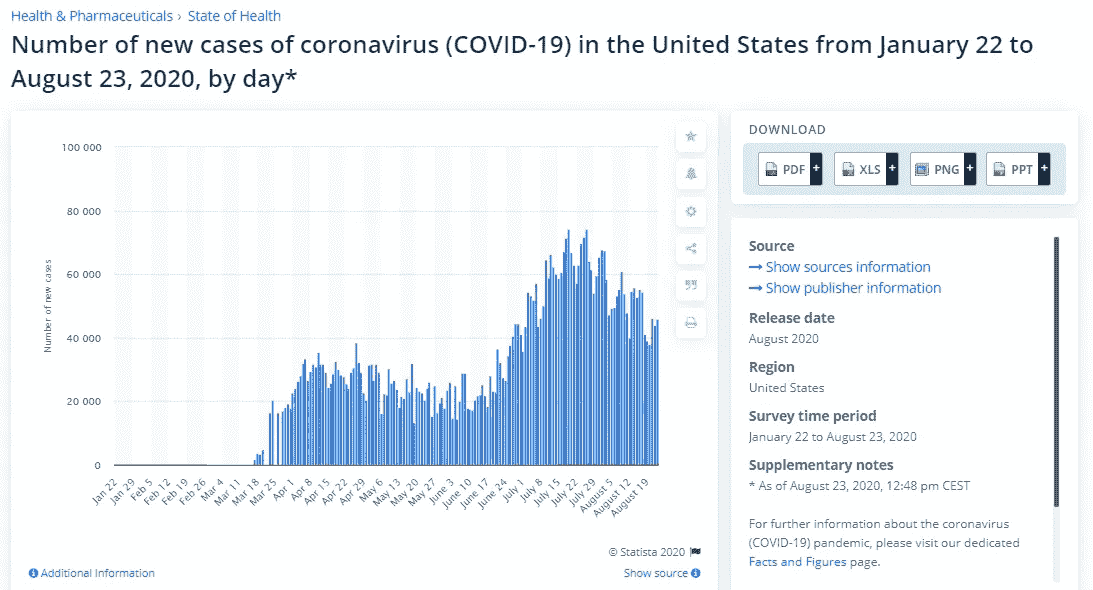 Health & Pharmaceuticals › State of Health
Number of new cases of coronavirus (COVID-19) in the United States from January 22 to
August 23, 2020, by day*
100 000
80 000
60 000
40 000
20 000
0
Number of new cases
Jan 22
Jan 29
Feb 5
Feb 12
Feb 19
Feb 26
Mar 4
Mar 11
Mar 18
Mar 25
Apr 1
Apr 8
Apr 15
Apr 22
Apr 29
May 6
May 13
May 20
May 27
June 3
June 10
June 17
June 24
July 1
July 8
July 15
July 22
July 29
August 5
August 12
August 19
© Statista 2020
Additional Information
Show source
DOWNLOAD
PDF +
XLS +
PNG +
PPT +
Source
→ Show sources information
→ Show publisher information
Release date
August 2020
Region
United States
Survey time period
January 22 to August 23, 2020
Supplementary notes
* As of August 23, 2020, 12:48 pm CEST
For further information about the coronavirus
(COVID-19) pandemic, please visit our dedicated
Facts and Figures page.